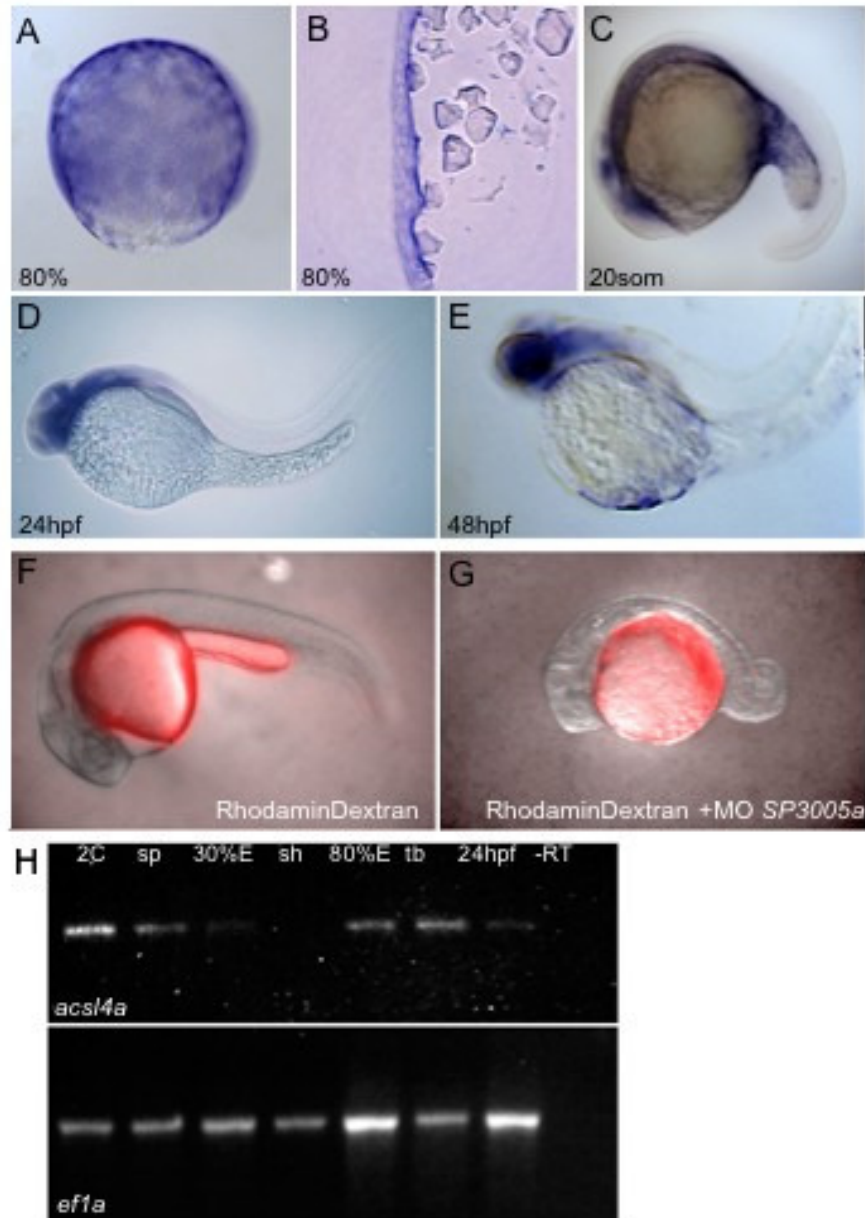 A
80%
B
80%
C
20som
D
24hpf
E
48hpf
F
RhodaminDextran
G
RhodaminDextran +MO SP3005a
H
2C sp 30%E sh 80%E tb 24hpf -RT
acsl4a
ef1a